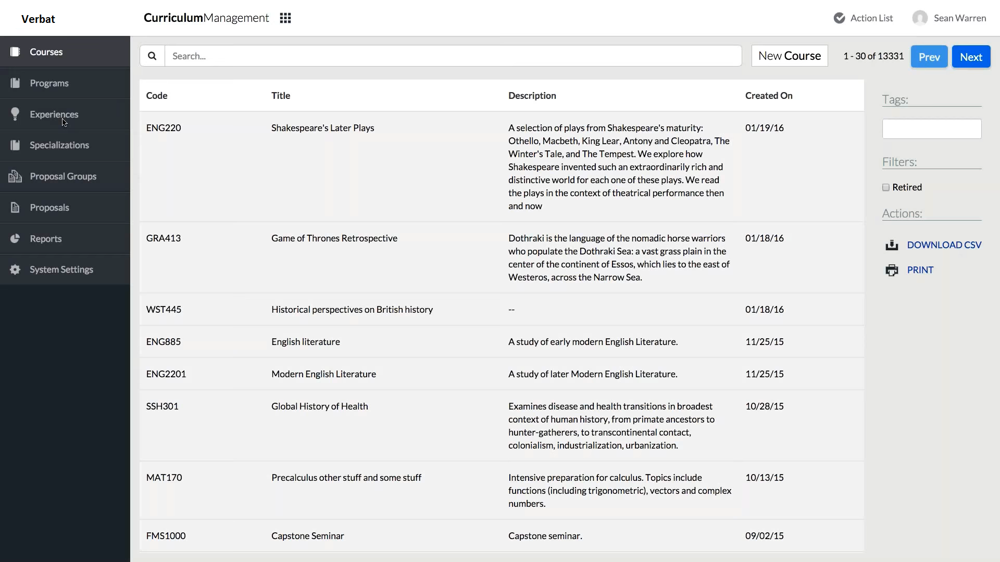 Verbat
CurriculumManagement
Action List
Sean Warren
Courses
Programs
Experiences
Specializations
Proposal Groups
Proposals
Reports
System Settings
Search...
New Course
1 - 30 of 13331
Prev
Next
Code Title Description Created On
ENG220 Shakespeare's Later Plays A selection of plays from Shakespeare's maturity: 01/19/16
Othello, Macbeth, King Lear, Antony and Cleopatra, The
Winter's Tale, and The Tempest. We explore how
Shakespeare invented such an extraordinarily rich and
distinctive world for each one of these plays. We read
the plays in the context of theatrical performance then
and now
GRA413 Game of Thrones Retrospective Dothraki is the language of the nomadic horse warriors 01/18/16
who populate the Dothraki Sea: a vast grass plain in the
center of the continent of Essos, which lies to the east of
Westeros, across the Narrow Sea.
WST445 Historical perspectives on British history -- 01/18/16
ENG885 English literature A study of early modern English Literature. 11/25/15
ENG2201 Modern English Literature A study of later Modern English Literature. 11/25/15
SSH301 Global History of Health Examines disease and health transitions in broadest 10/28/15
context of human history, from primate ancestors to
hunter-gatherers, to transcontinental contact,
colonialism, industrialization, urbanization.
MAT170 Precalculus other stuff and some stuff Intensive preparation for calculus. Topics include 10/13/15
functions (including trigonometric), vectors and complex
numbers.
FMS1000 Capstone Seminar Capstone seminar. 09/02/15
Tags:
Filters:
Retired
Actions:
DOWNLOAD CSV
PRINT